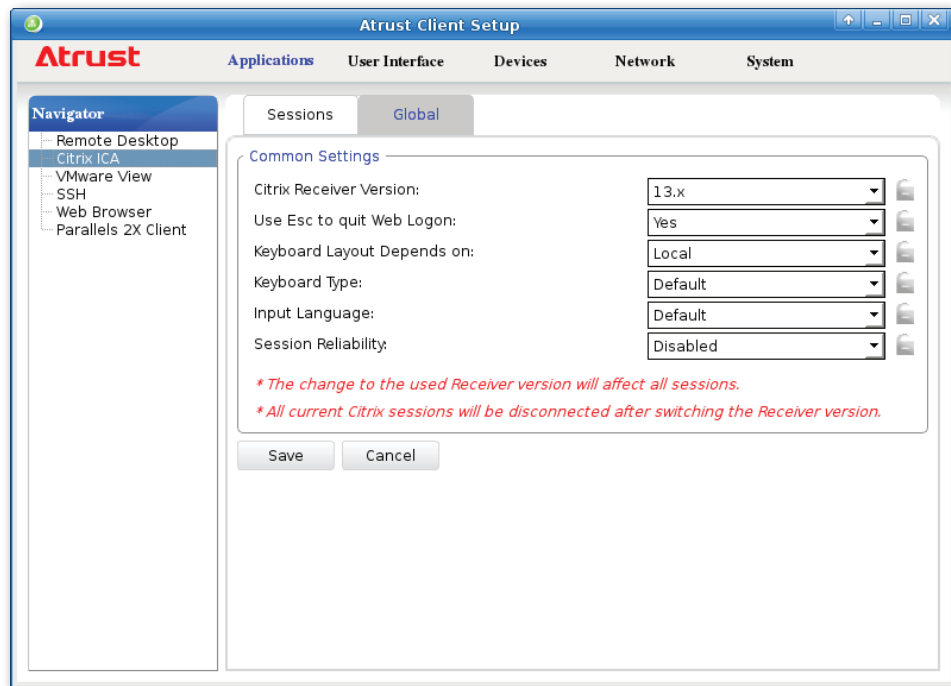 Atrust Client Setup
Atrust
Applications User Interface Devices Network System
Navigator
Remote Desktop
Citrix ICA
VMware View
SSH
Web Browser
Parallels 2X Client
Sessions Global
Common Settings
Citrix Receiver Version: 13.x
Use Esc to quit Web Logon: Yes
Keyboard Layout Depends on: Local
Keyboard Type: Default
Input Language: Default
Session Reliability: Disabled
* The change to the used Receiver version will affect all sessions.
* All current Citrix sessions will be disconnected after switching the Receiver version.
Save Cancel